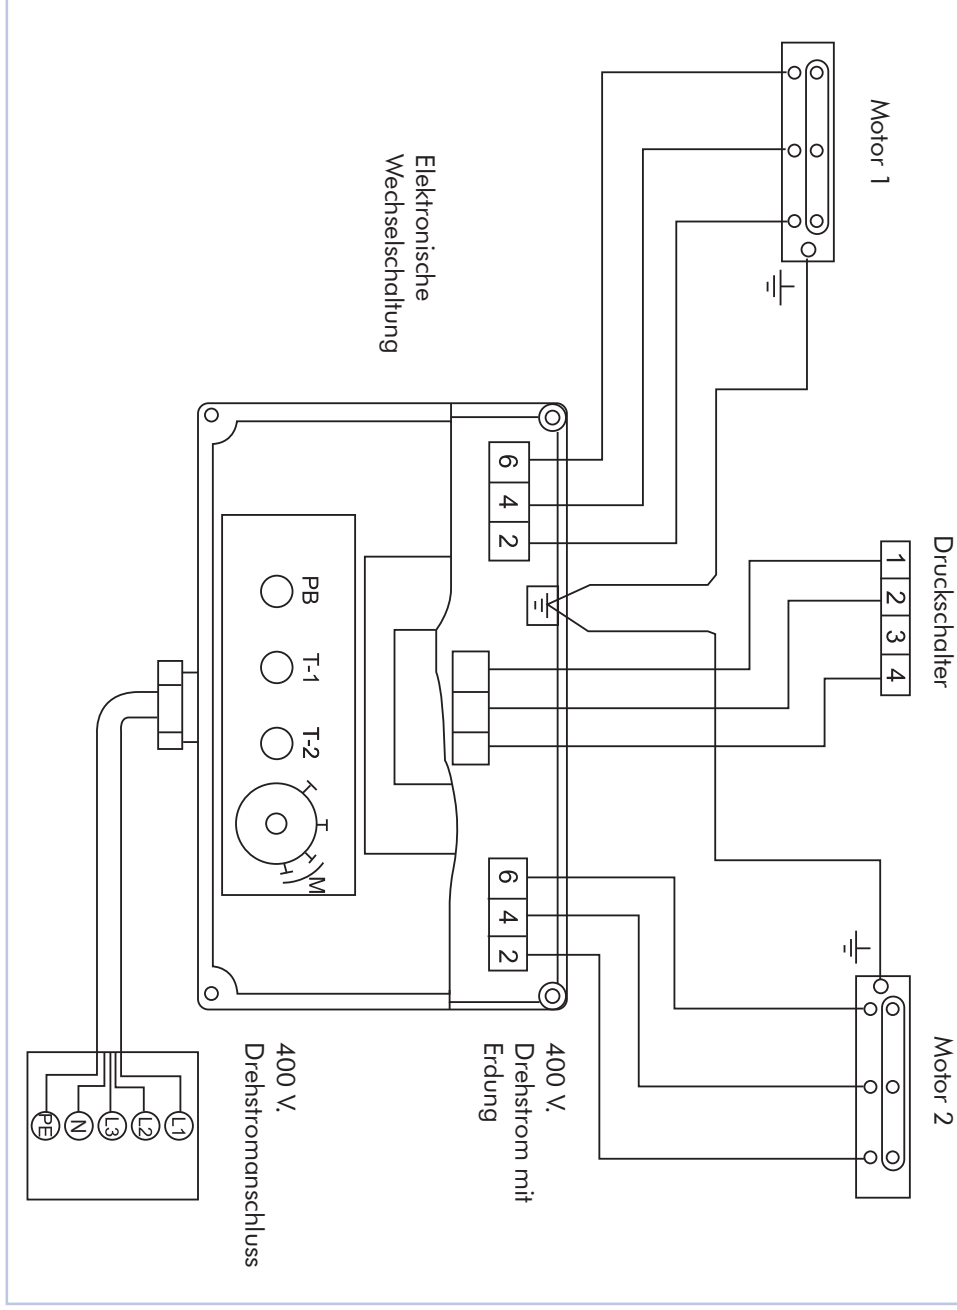 Motor 1
Druckschalter
1
2
3
4
Motor 2
Elektronische
Wechselschaltung
6
4
2
6
4
2
PB
T-1
T-2
T
T
T
T
M
400 V.
Drehstrom mit
Erdung
400 V.
Drehstromanschluss
PE
N
L3
L2
L1